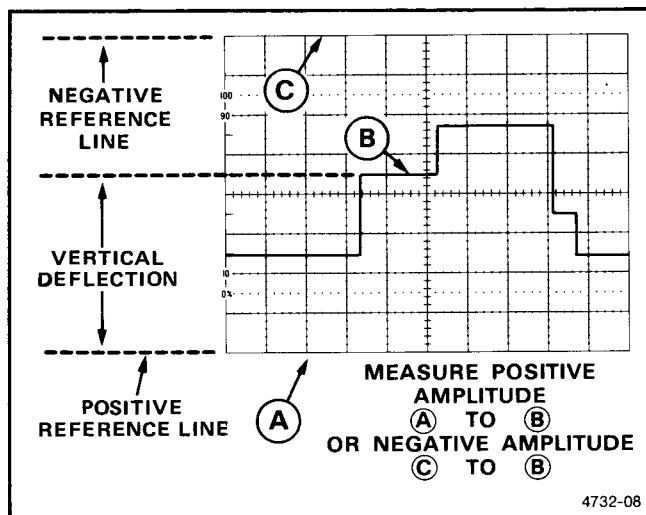 NEGATIVE
REFERENCE
LINE
VERTICAL
DEFLECTION
POSITIVE
REFERENCE LINE
C
100
90
B
0%
A
MEASURE POSITIVE
AMPLITUDE
A TO B
OR NEGATIVE AMPLITUDE
C TO B
4732-08